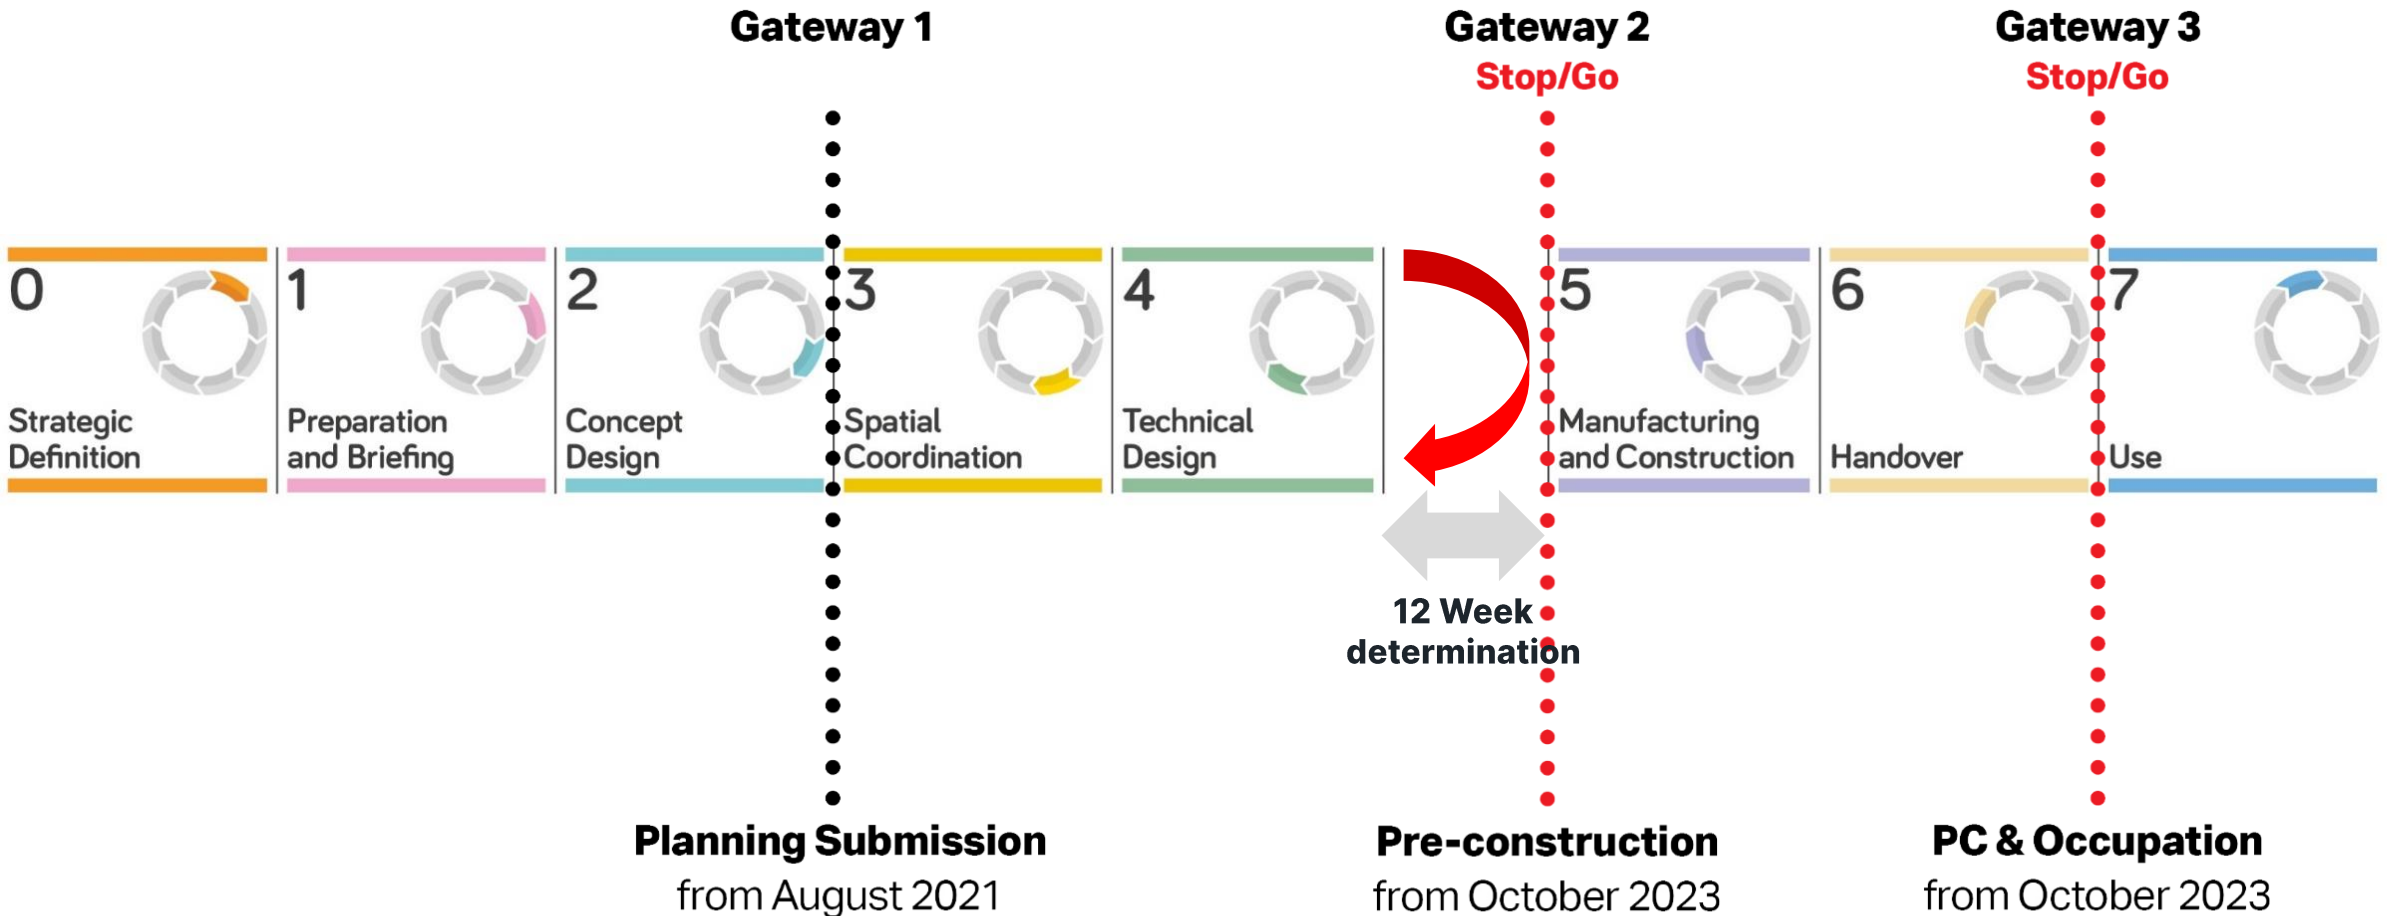 Gateway 1
Gateway 2
Stop/Go
Gateway 3
Stop/Go
0
Strategic
Definition
1
Preparation
and Briefing
2
Concept
Design
3
Spatial
Coordination
4
Technical
Design
5
Manufacturing
and Construction
6
Handover
7
Use
12 Week
determination
Planning Submission
from August 2021
Pre-construction
from October 2023
PC & Occupation
from October 2023